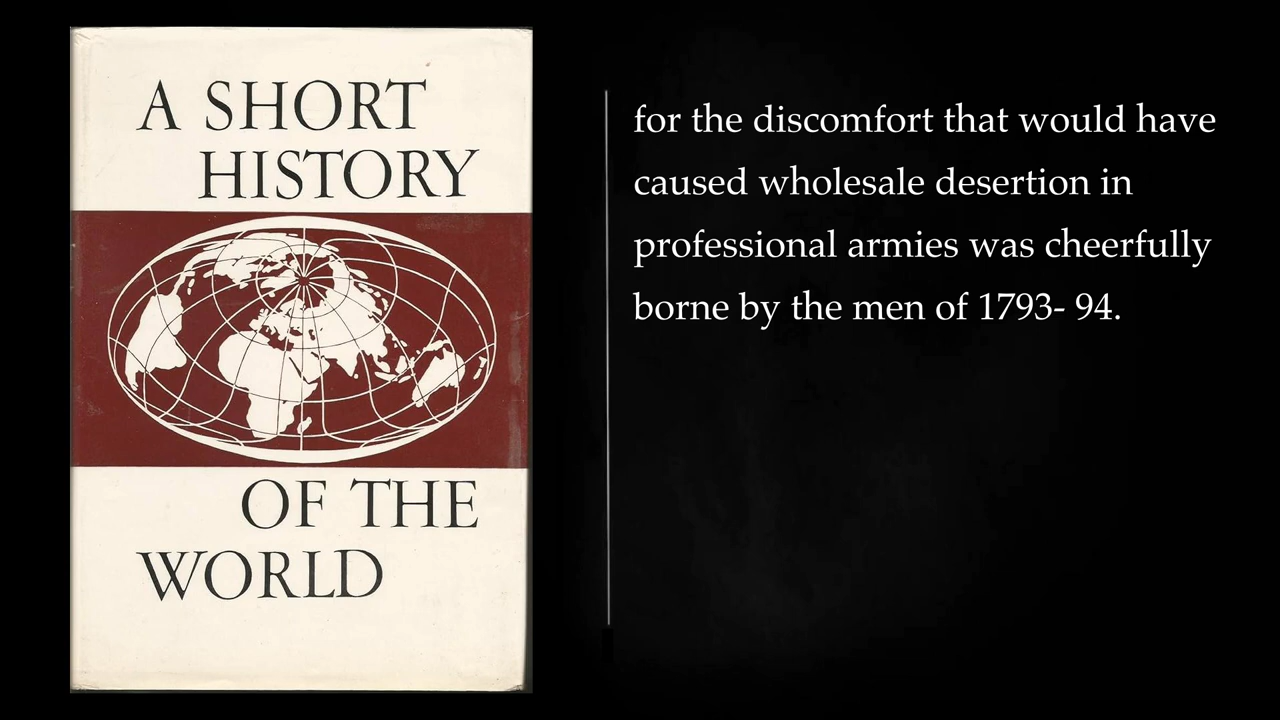 A SHORT
HISTORY
OF THE
WORLD
for the discomfort that would have
caused wholesale desertion in
professional armies was cheerfully
borne by the men of 1793- 94.